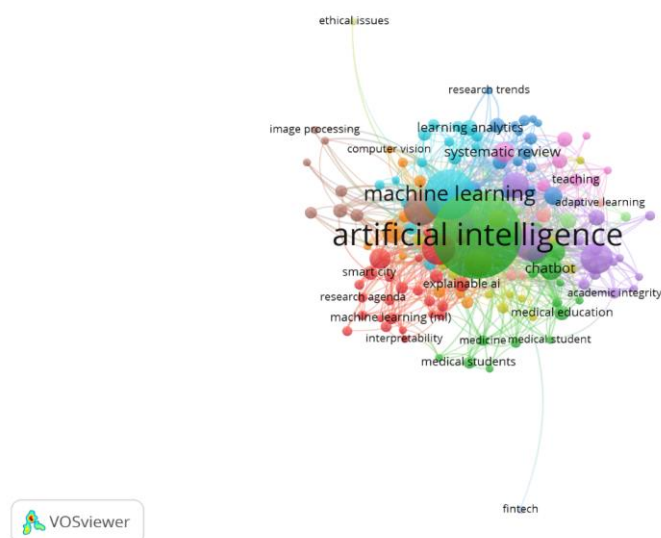 ethical issues
research trends
image processing
learning analytics
computer vision
systematic review
teaching
machine learning
adaptive learning
artificial intelligence
smart city
chatbot
explainable ai
research agenda
academic integrity
machine learning (ml)
medical education
interpretability
medicine
medical student
medical students
fintech
VOSviewer